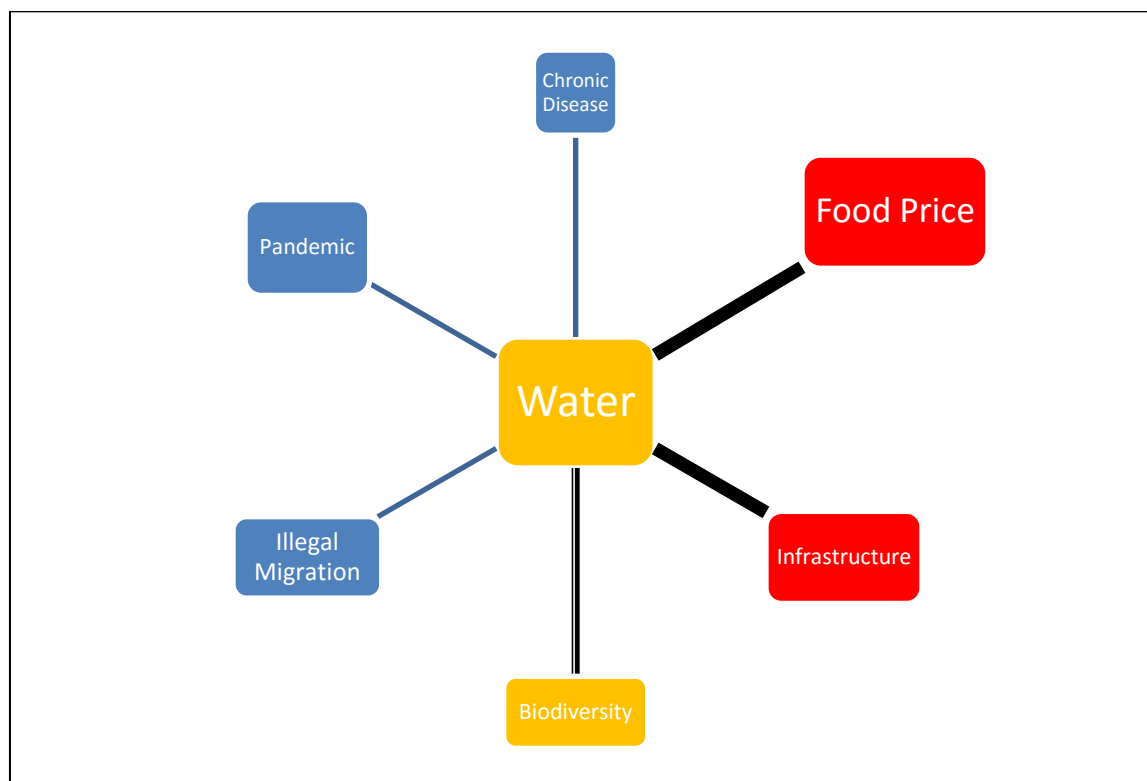 Chronic
Disease
Food Price
Pandemic
Water
Illegal
Migration
Infrastructure
Biodiversity